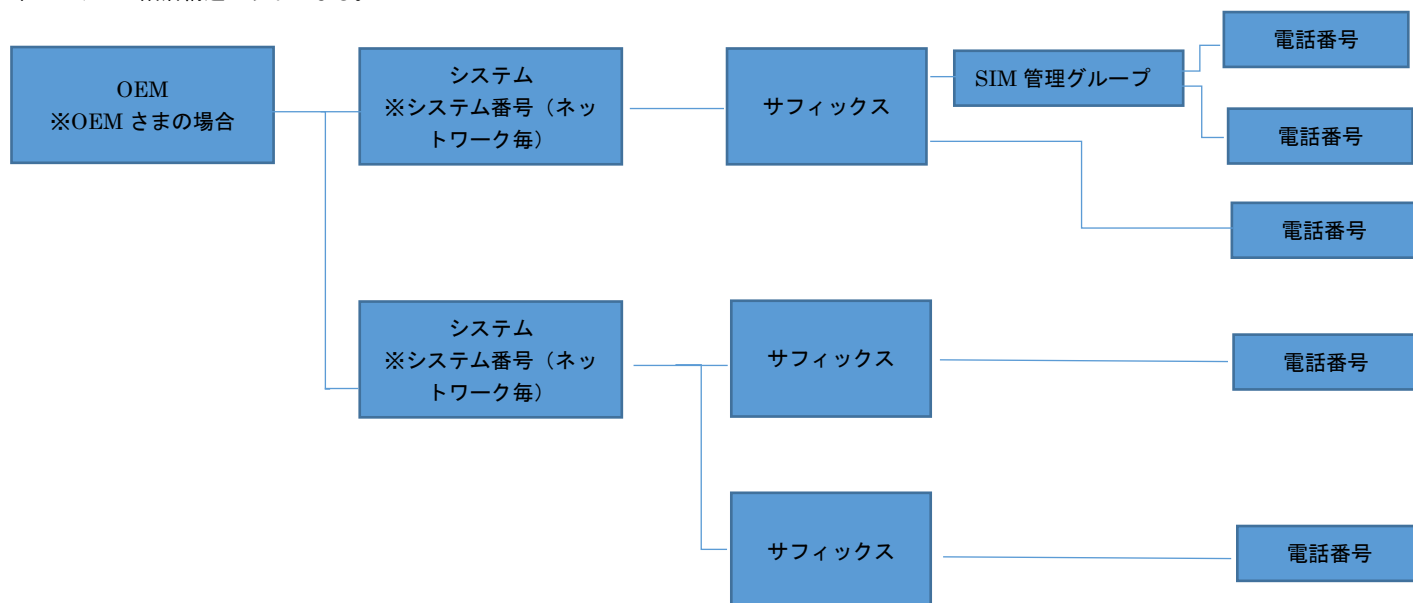 OEM
※OEM さまの場合
システム
※システム番号（ネッ
トワーク毎）
サフィックス
SIM 管理グループ
電話番号
電話番号
電話番号
システム
※システム番号（ネッ
トワーク毎）
サフィックス
電話番号
サフィックス
電話番号